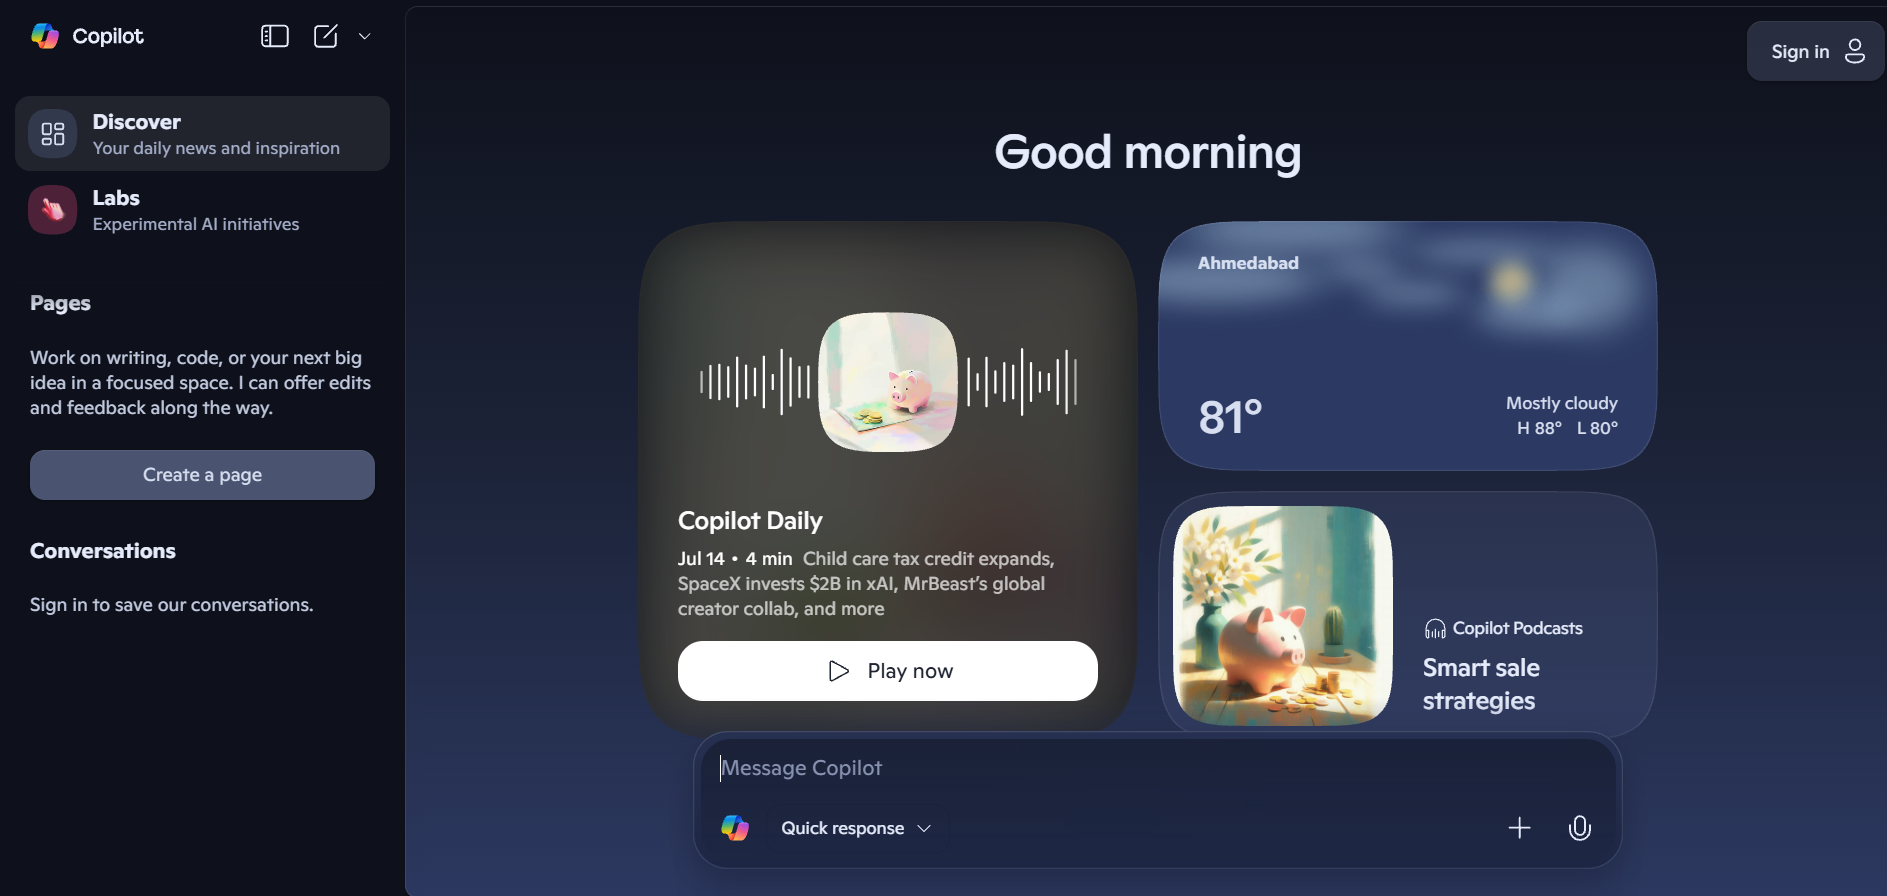 Copilot
Discover
Your daily news and inspiration
Labs
Experimental AI initiatives
Pages
Work on writing, code, or your next big
idea in a focused space. I can offer edits
and feedback along the way.
Create a page
Conversations
Sign in to save our conversations.
Sign in
Good morning
Copilot Daily
Jul 14 • 4 min Child care tax credit expands,
SpaceX invests $2B in xAI, MrBeast’s global
creator collab, and more
Play now
Ahmedabad
81°
Mostly cloudy
H 88° L 80°
Copilot Podcasts
Smart sale
strategies
Message Copilot
Quick response